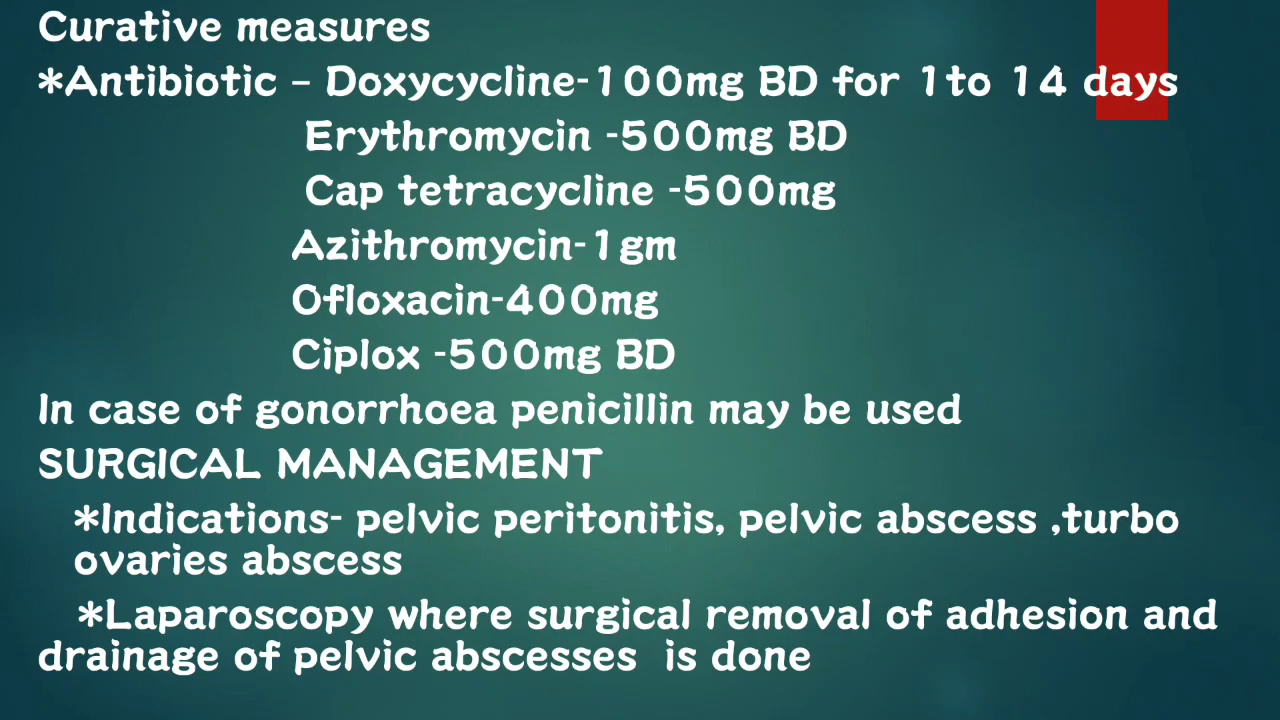 Curative measures
*Antibiotic – Doxycycline-100mg BD for 1to 14 days
Erythromycin -500mg BD
Cap tetracycline -500mg
Azithromycin-1gm
Ofloxacin-400mg
Ciplox -500mg BD
In case of gonorrhoea penicillin may be used
SURGICAL MANAGEMENT
*Indications- pelvic peritonitis, pelvic abscess ,turbo
ovaries abscess
*Laparoscopy where surgical removal of adhesion and
drainage of pelvic abscesses  is done